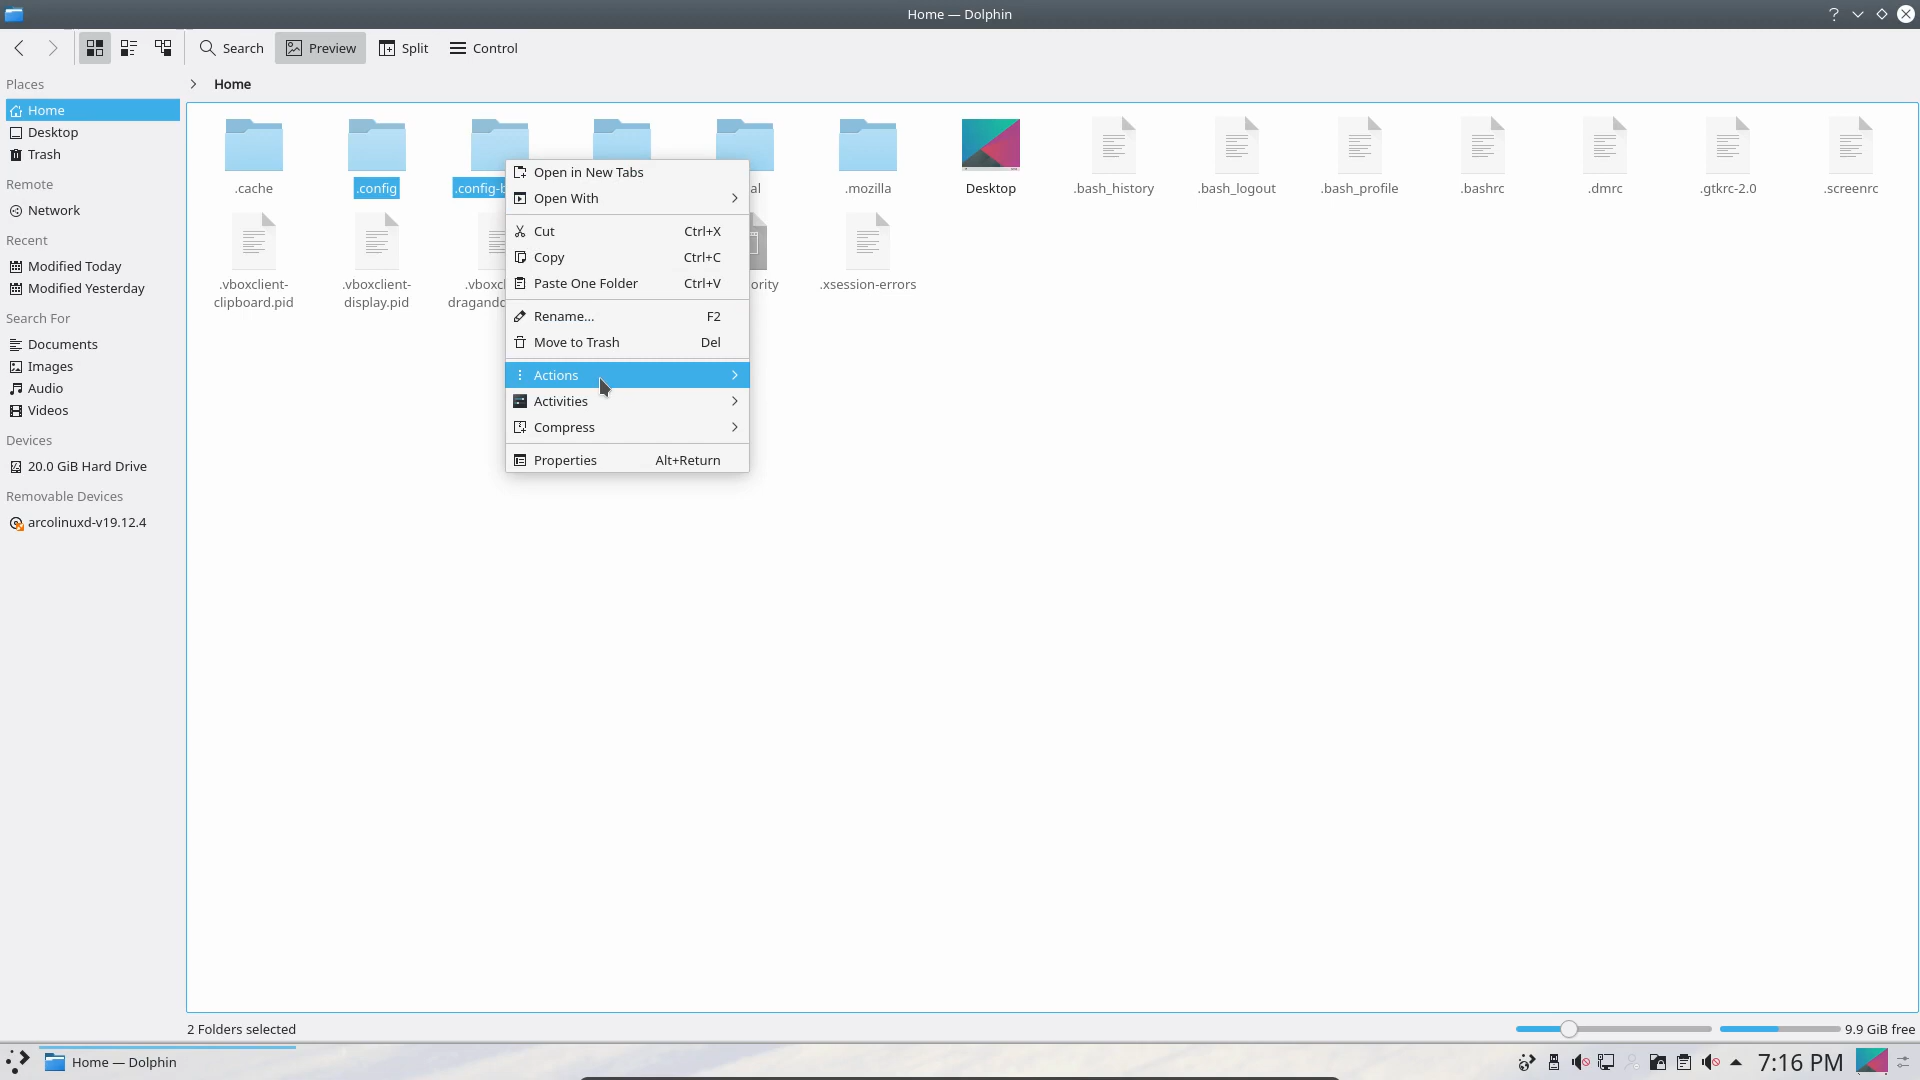 Home — Dolphin
Search
Preview
Split
Control
Places
Home
Desktop
Trash
Remote
Network
Recent
Modified Today
Modified Yesterday
Search For
Documents
Images
Audio
Videos
Devices
20.0 GiB Hard Drive
Removable Devices
arcolinuxd-v19.12.4
Home
.cache
.config
.config-b
al
.mozilla
Desktop
.bash_history
.bash_logout
.bash_profile
.bashrc
.dmrc
.gtkrc-2.0
.screenrc
.vboxclient-
clipboard.pid
.vboxclient-
display.pid
.vboxcl
dragando
ority
.xsession-errors
Open in New Tabs
Open With
Cut Ctrl+X
Copy Ctrl+C
Paste One Folder Ctrl+V
Rename... F2
Move to Trash Del
Actions
Activities
Compress
Properties Alt+Return
2 Folders selected
9.9 GiB free
Home — Dolphin
7:16 PM